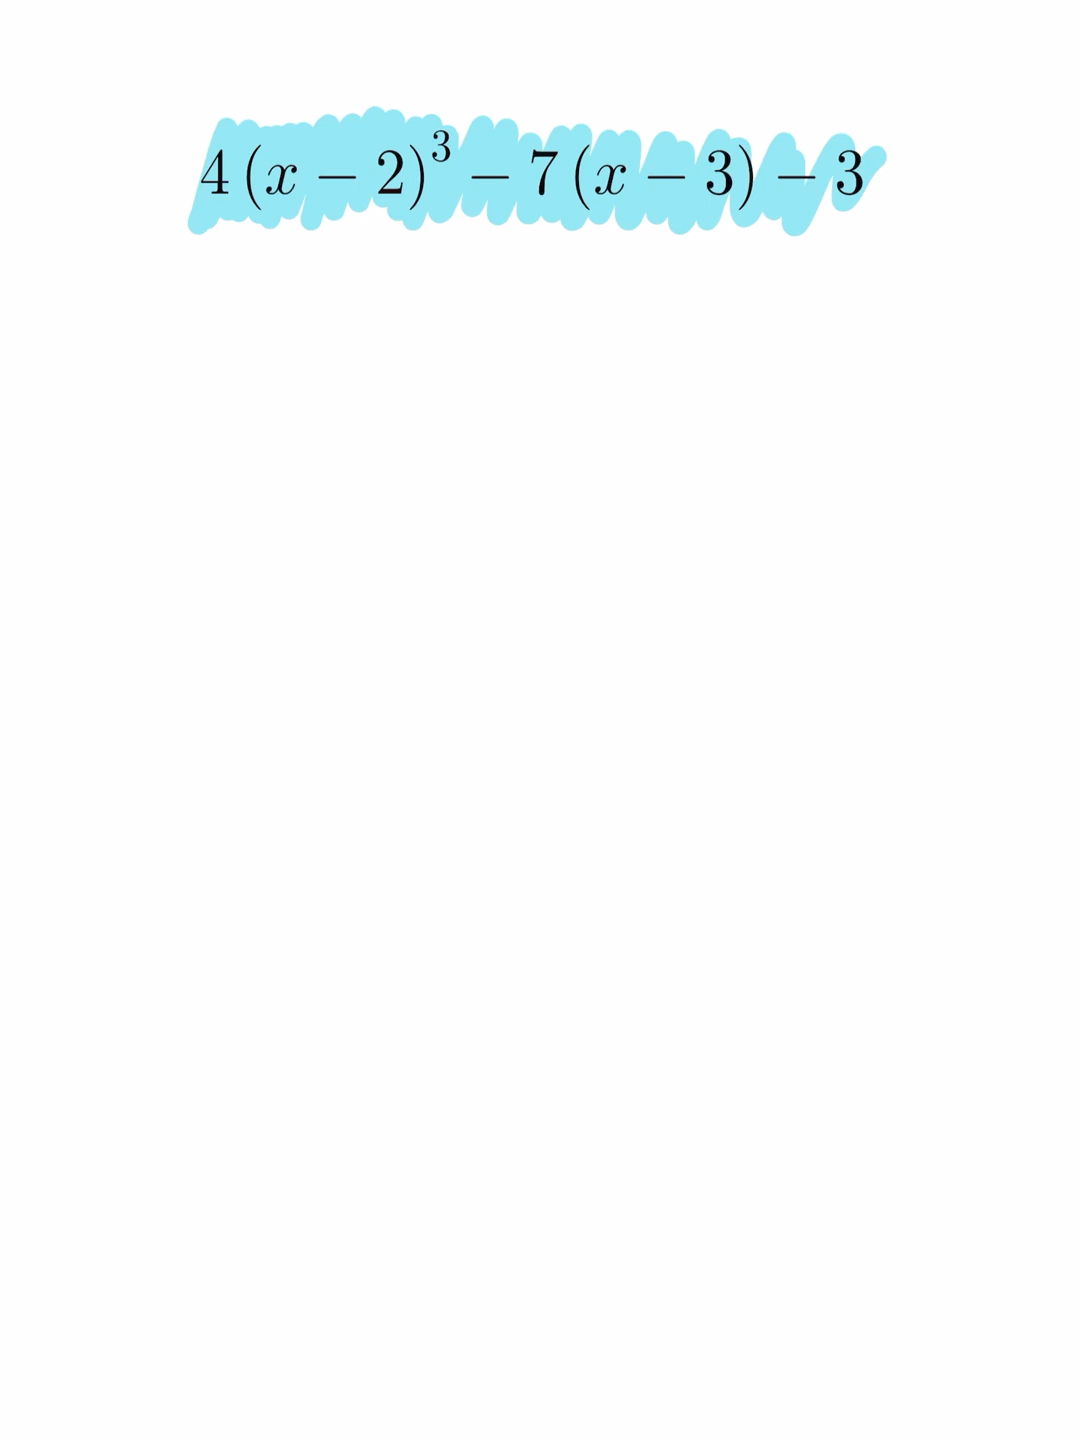 4 (x − 2)³ − 7 (x − 3) − 3